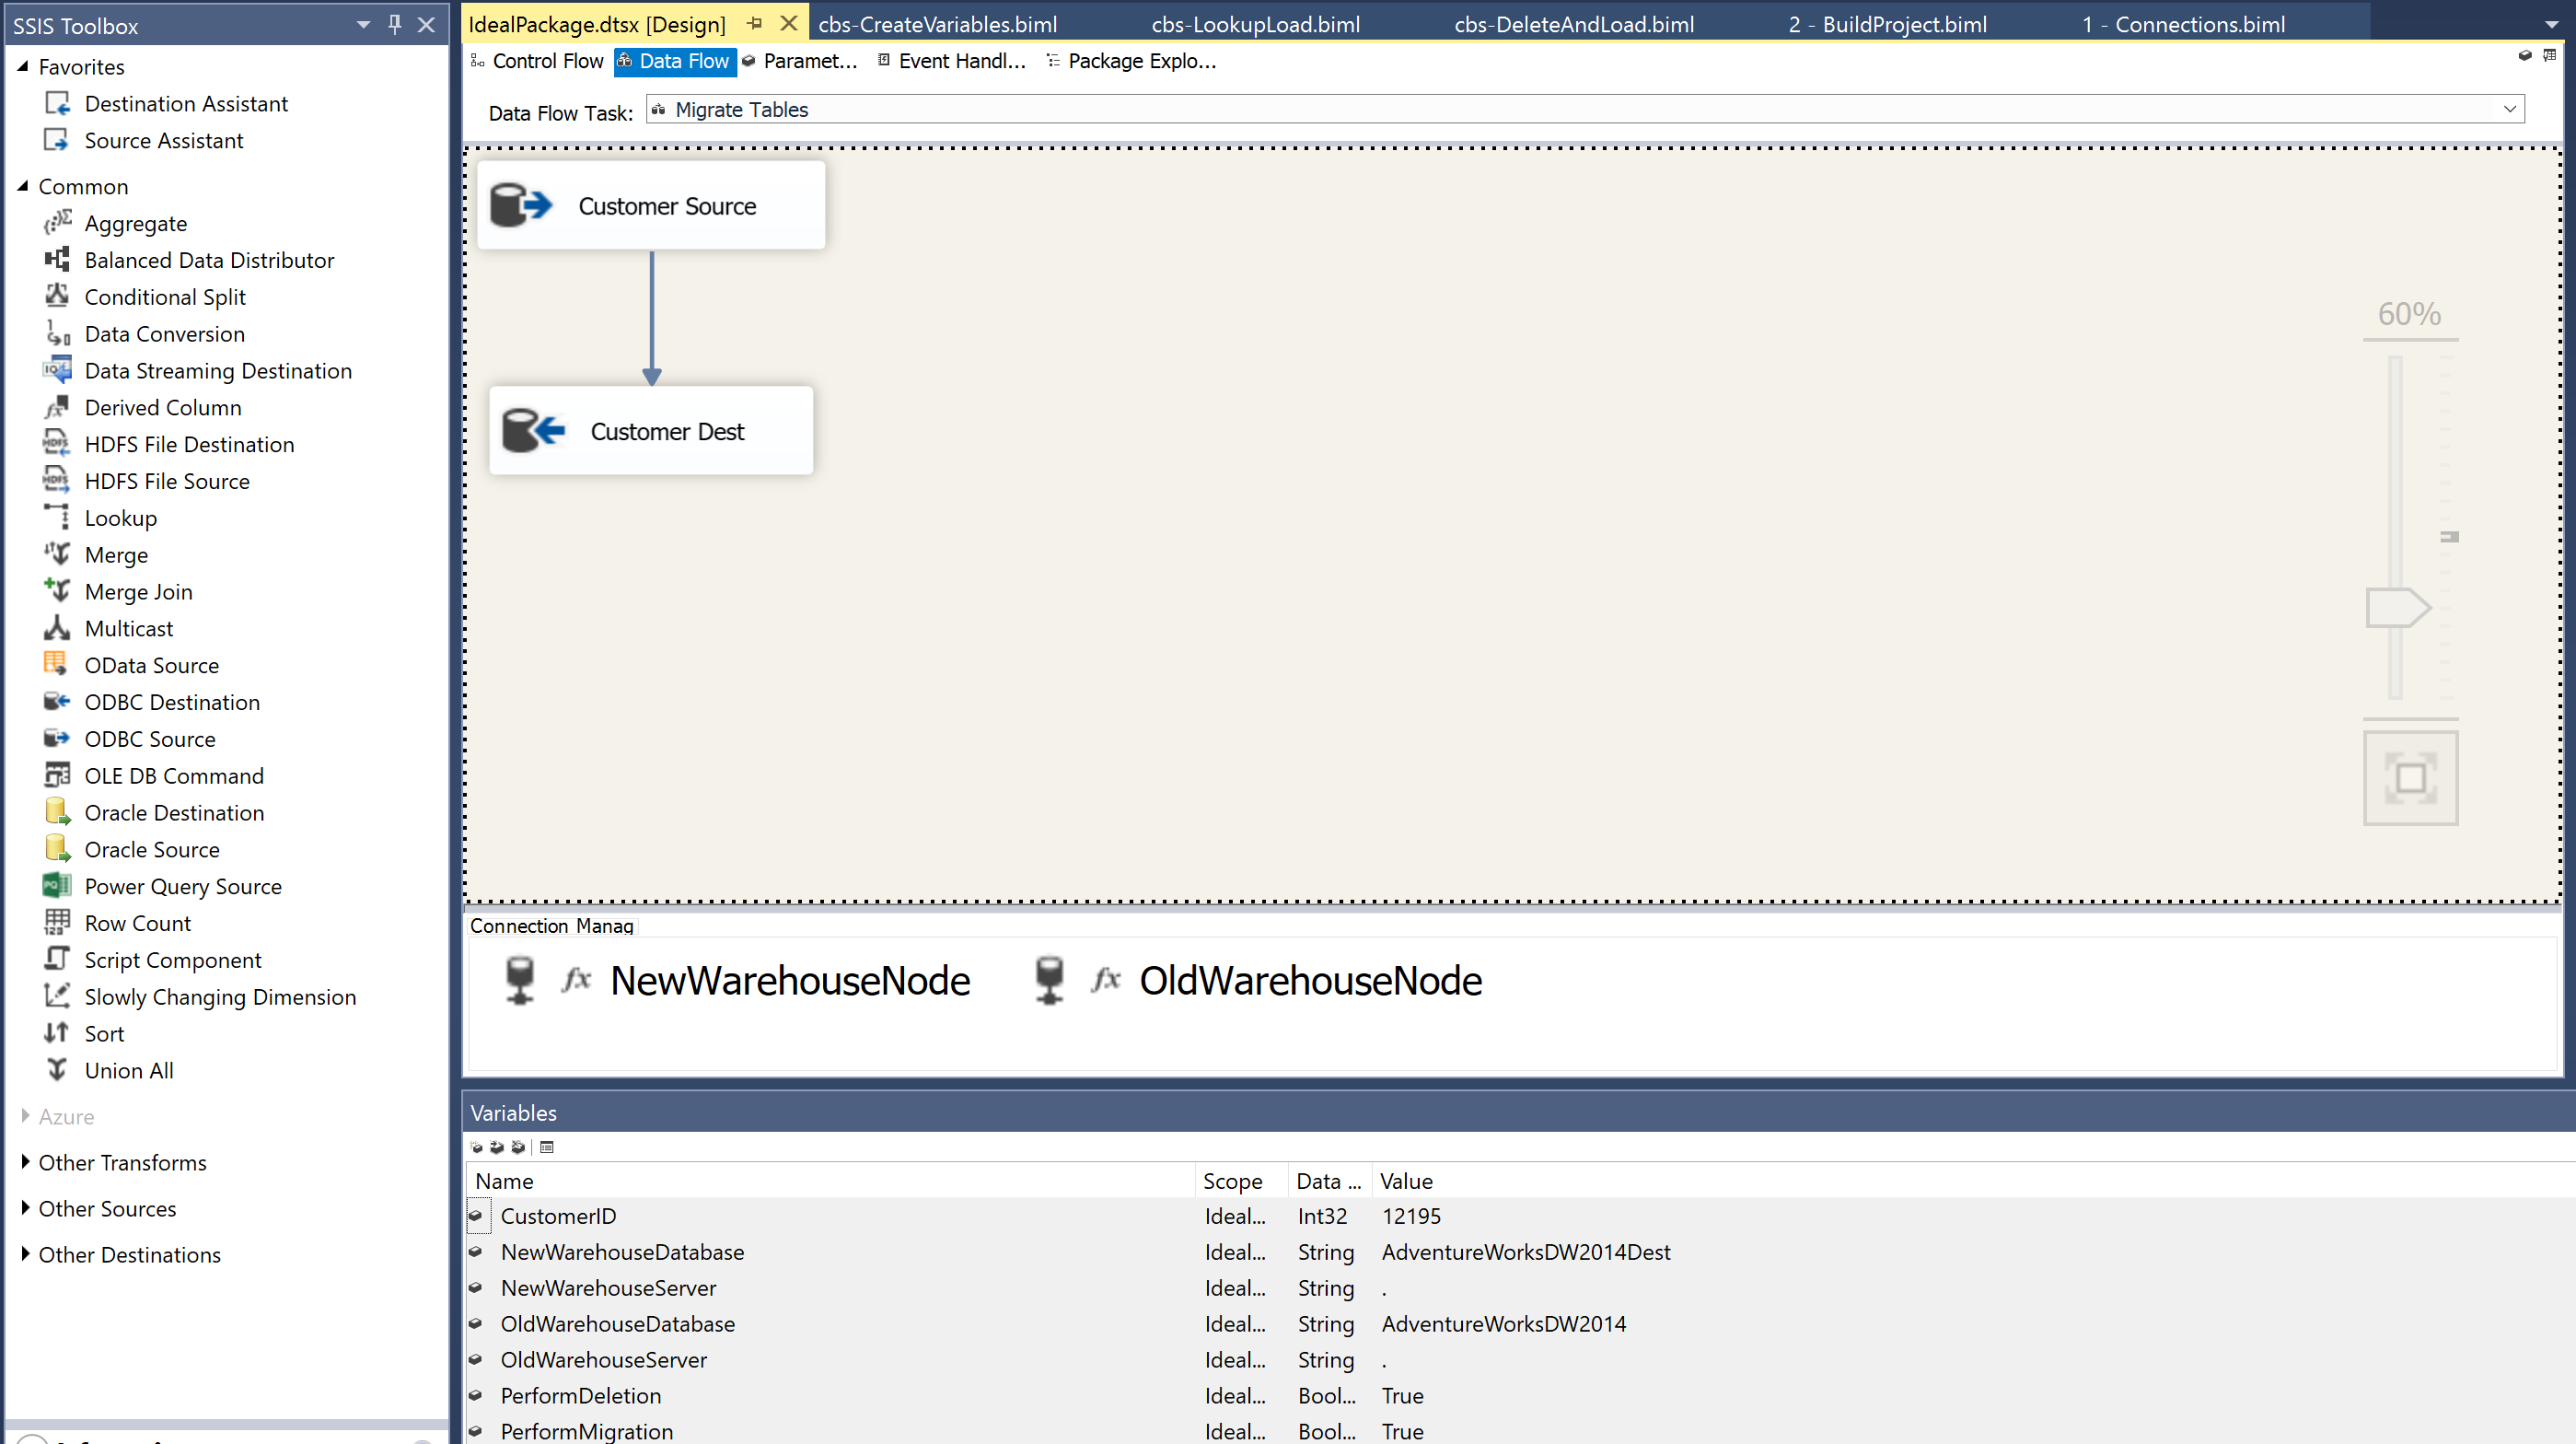 SSIS Toolbox
Favorites
Destination Assistant
Source Assistant
Common
Aggregate
Balanced Data Distributor
Conditional Split
Data Conversion
Data Streaming Destination
Derived Column
HDFS File Destination
HDFS File Source
Lookup
Merge
Merge Join
Multicast
OData Source
ODBC Destination
ODBC Source
OLE DB Command
Oracle Destination
Oracle Source
Power Query Source
Row Count
Script Component
Slowly Changing Dimension
Sort
Union All
Azure
Other Transforms
Other Sources
Other Destinations
IdealPackage.dtsx [Design] cbs-CreateVariables.biml cbs-LookupLoad.biml cbs-DeleteAndLoad.biml 2 - BuildProject.biml 1 - Connections.biml
Control Flow Data Flow Paramet... Event Handl... Package Explo...
Data Flow Task: Migrate Tables
Customer Source
Customer Dest
60%
Connection Manag
fx NewWarehouseNode fx OldWarehouseNode
Variables
Name Scope Data ... Value
CustomerID Ideal... Int32 12195
NewWarehouseDatabase Ideal... String AdventureWorksDW2014Dest
NewWarehouseServer Ideal... String .
OldWarehouseDatabase Ideal... String AdventureWorksDW2014
OldWarehouseServer Ideal... String .
PerformDeletion Ideal... Bool... True
PerformMigration Ideal... Bool... True